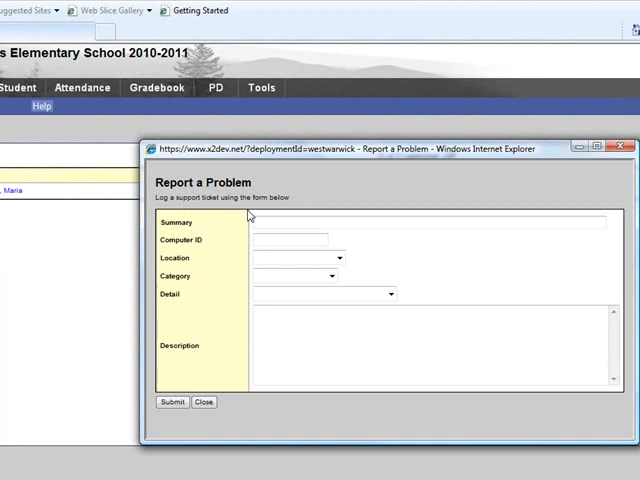 uggested Sites
Web Slice Gallery
Getting Started
s Elementary School 2010-2011
Student Attendance Gradebook PD Tools
Help
https://www.x2dev.net/?deploymentId=westwarwick - Report a Problem - Windows Internet Explorer
, Maria
Report a Problem
Log a support ticket using the form below
Summary
Computer ID
Location
Category
Detail
Description
Submit Close